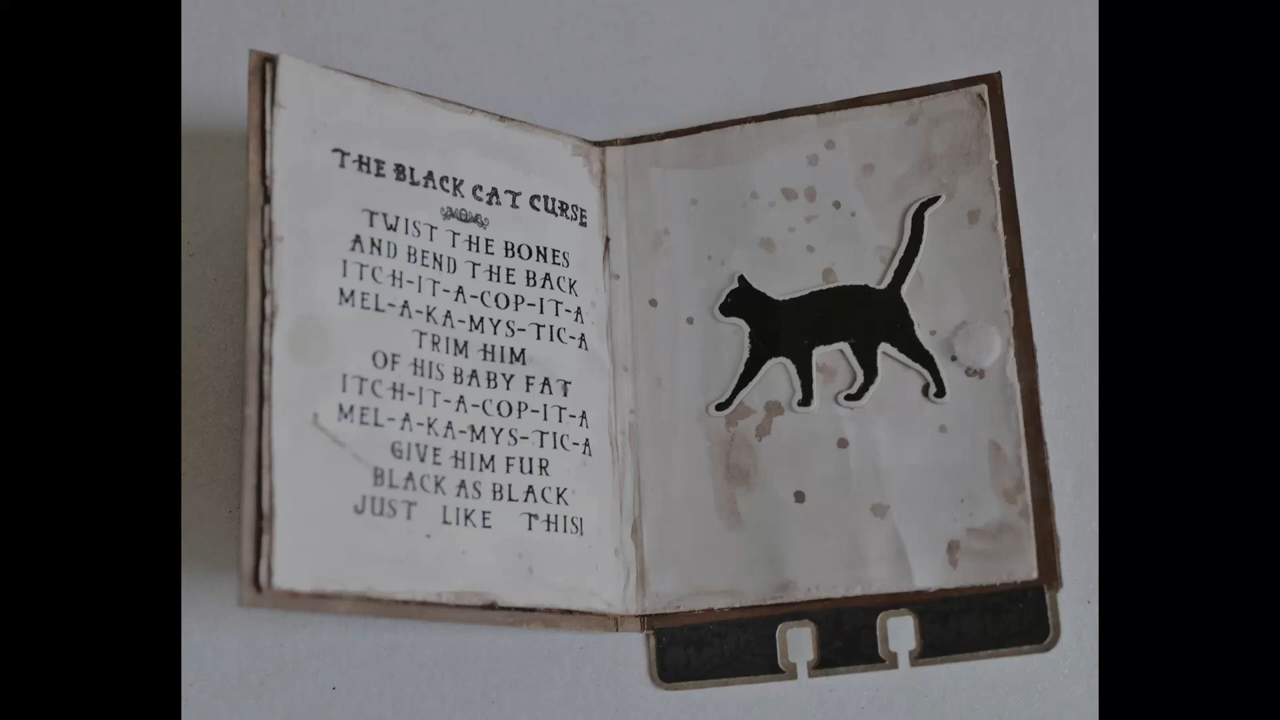 THE BLACK CAT CURSE
TWIST THE BONES
AND BEND THE BACK
ITCH-IT-A-COP-IT-A
MEL-A-KA-MYS-TIC-A
TRIM HIM
OF HIS BABY FAT
ITCH-IT-A-COP-IT-A
MEL-A-KA-MYS-TIC-A
GIVE HIM FUR
BLACK AS BLACK
JUST LIKE THIS!